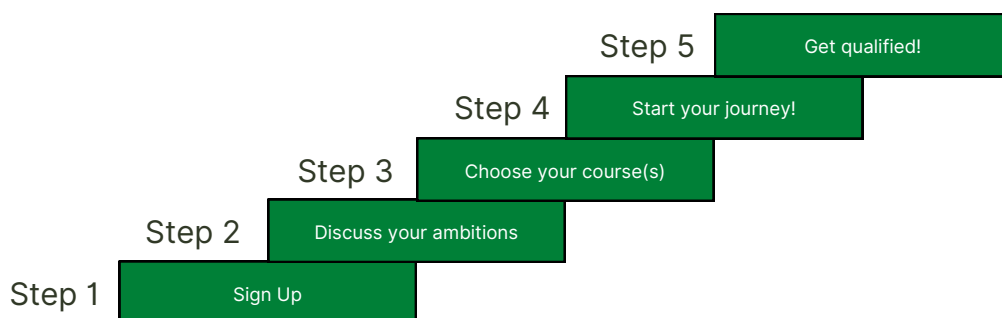 Step 5 Get qualified!
Step 4 Start your journey!
Step 3 Choose your course(s)
Step 2 Discuss your ambitions
Step 1 Sign Up